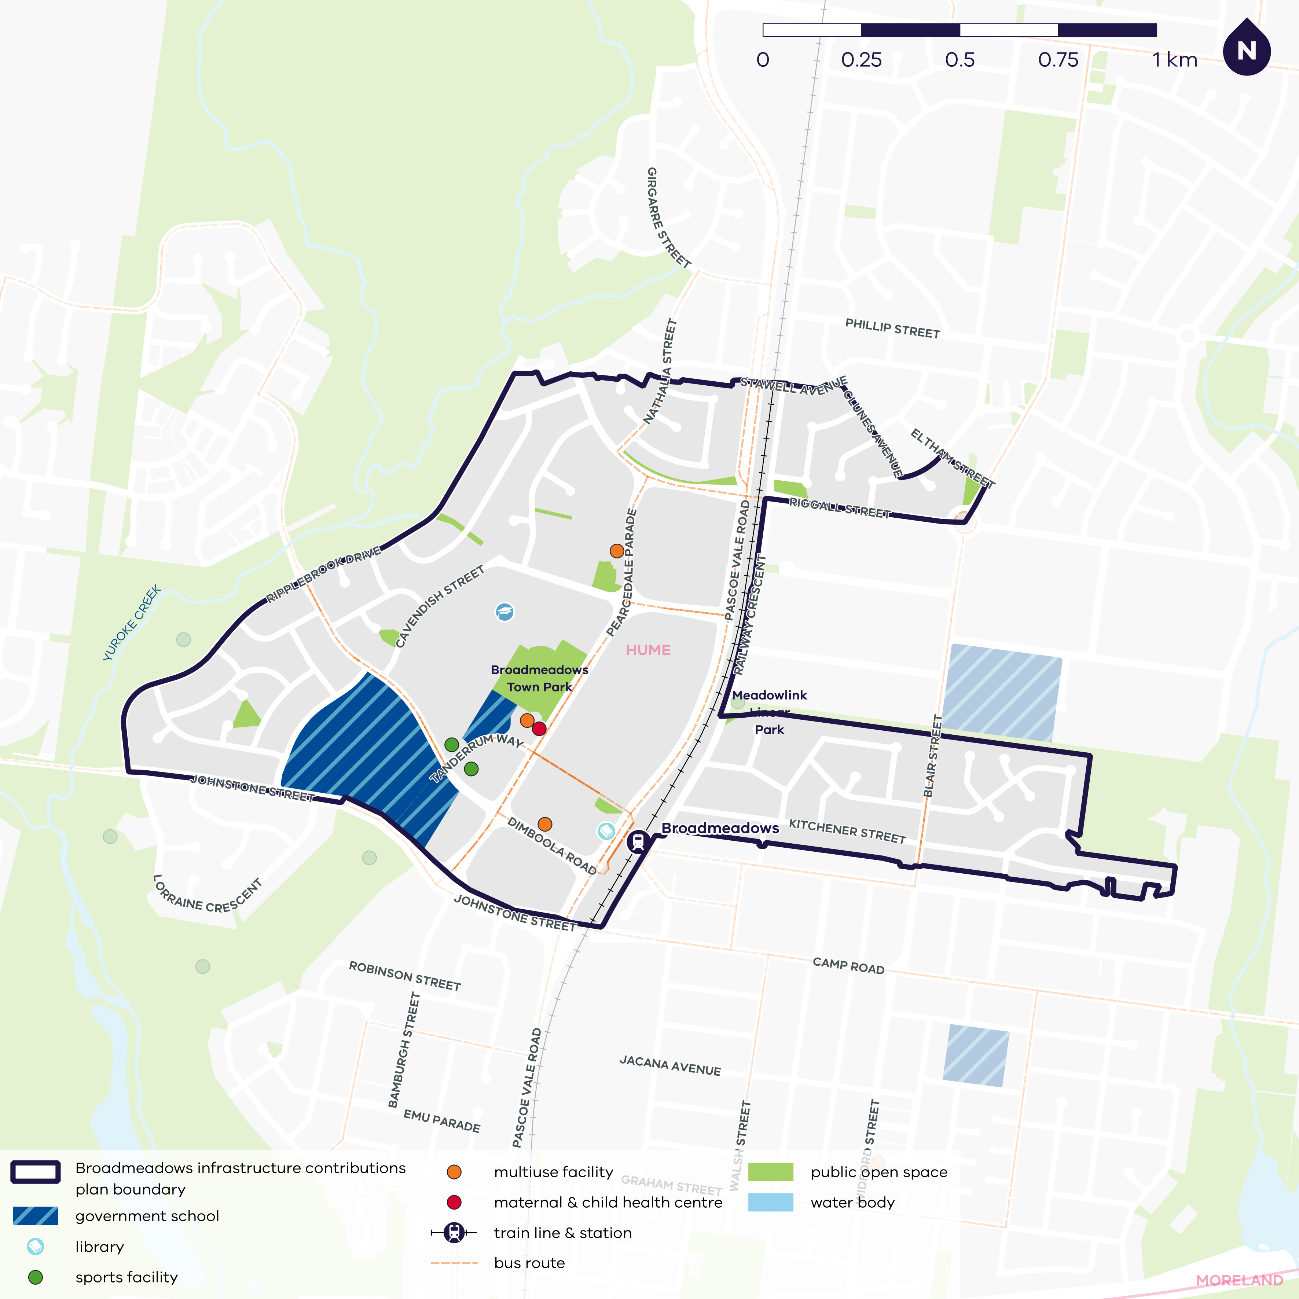 0
0.25
0.5
0.75
1 km
N
GIRGARRE STREET
PHILLIP STREET
NATHALIA STREET
STAWELL AVENUE
CLUNES AVENUE
ELTHAM STREET
RIGGALL STREET
PASCOE VALE ROAD
RAILWAY CRESCENT
PEARCEDALE PARADE
RIPPLEBROOK DRIVE
CAVENDISH STREET
YUROKE CREEK
HUME
Broadmeadows
Town Park
Meadowlink
Linear
Park
TANDERRUM WAY
BLAIR STREET
JOHNSTONE STREET
DIMBOOLA ROAD
Broadmeadows
KITCHENER STREET
LORRAINE CRESCENT
JOHNSTONE STREET
CAMP ROAD
ROBINSON STREET
BAMBURGH STREET
PASCOE VALE ROAD
JACANA AVENUE
EMU PARADE
WALSH STREET
GRAHAM STREET
Broadmeadows infrastructure contributions
plan boundary
government school
library
sports facility
multiuse facility
maternal & child health centre
train line & station
bus route
public open space
water body
MORELAND